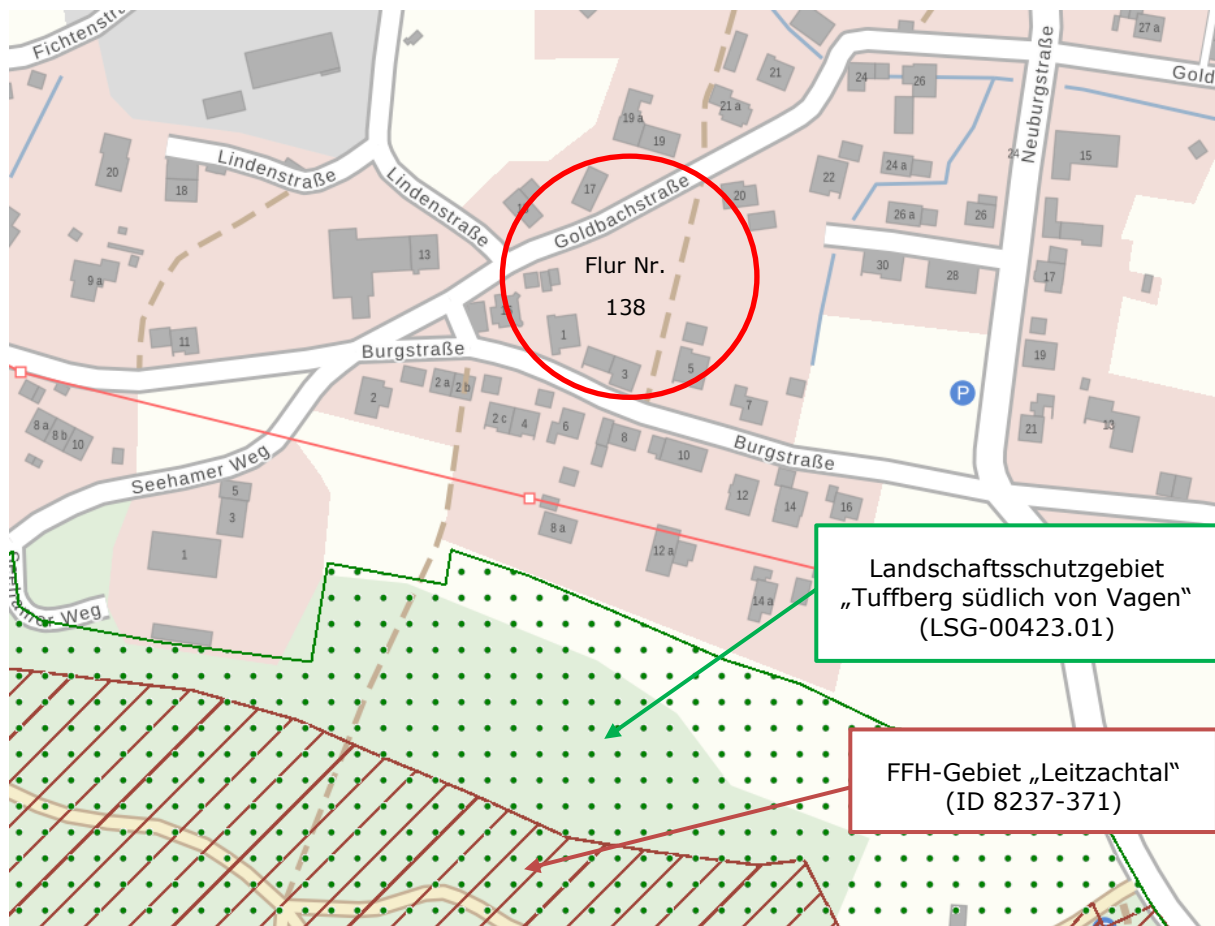 Fichtenstra
27 a
Neuburgstraße
Gold
21
24
26
21 a
19 a
19
20
Lindenstraße
18
Lindenstraße
17
Goldbachstraße
20
22
24 a
24
15
26 a
26
13
Flur Nr.
138
30
28
17
9 a
11
Burgstraße
1
3
5
19
P
2
2 a
2 b
2 c
4
6
8
10
7
Burgstraße
21
13
8 a
8 b
10
Seehamer Weg
5
3
1
12
14
16
8 a
12 a
14 a
Seehamer Weg
Landschaftsschutzgebiet
„Tuffberg südlich von Vagen“
(LSG-00423.01)
FFH-Gebiet „Leitzachtal“
(ID 8237-371)